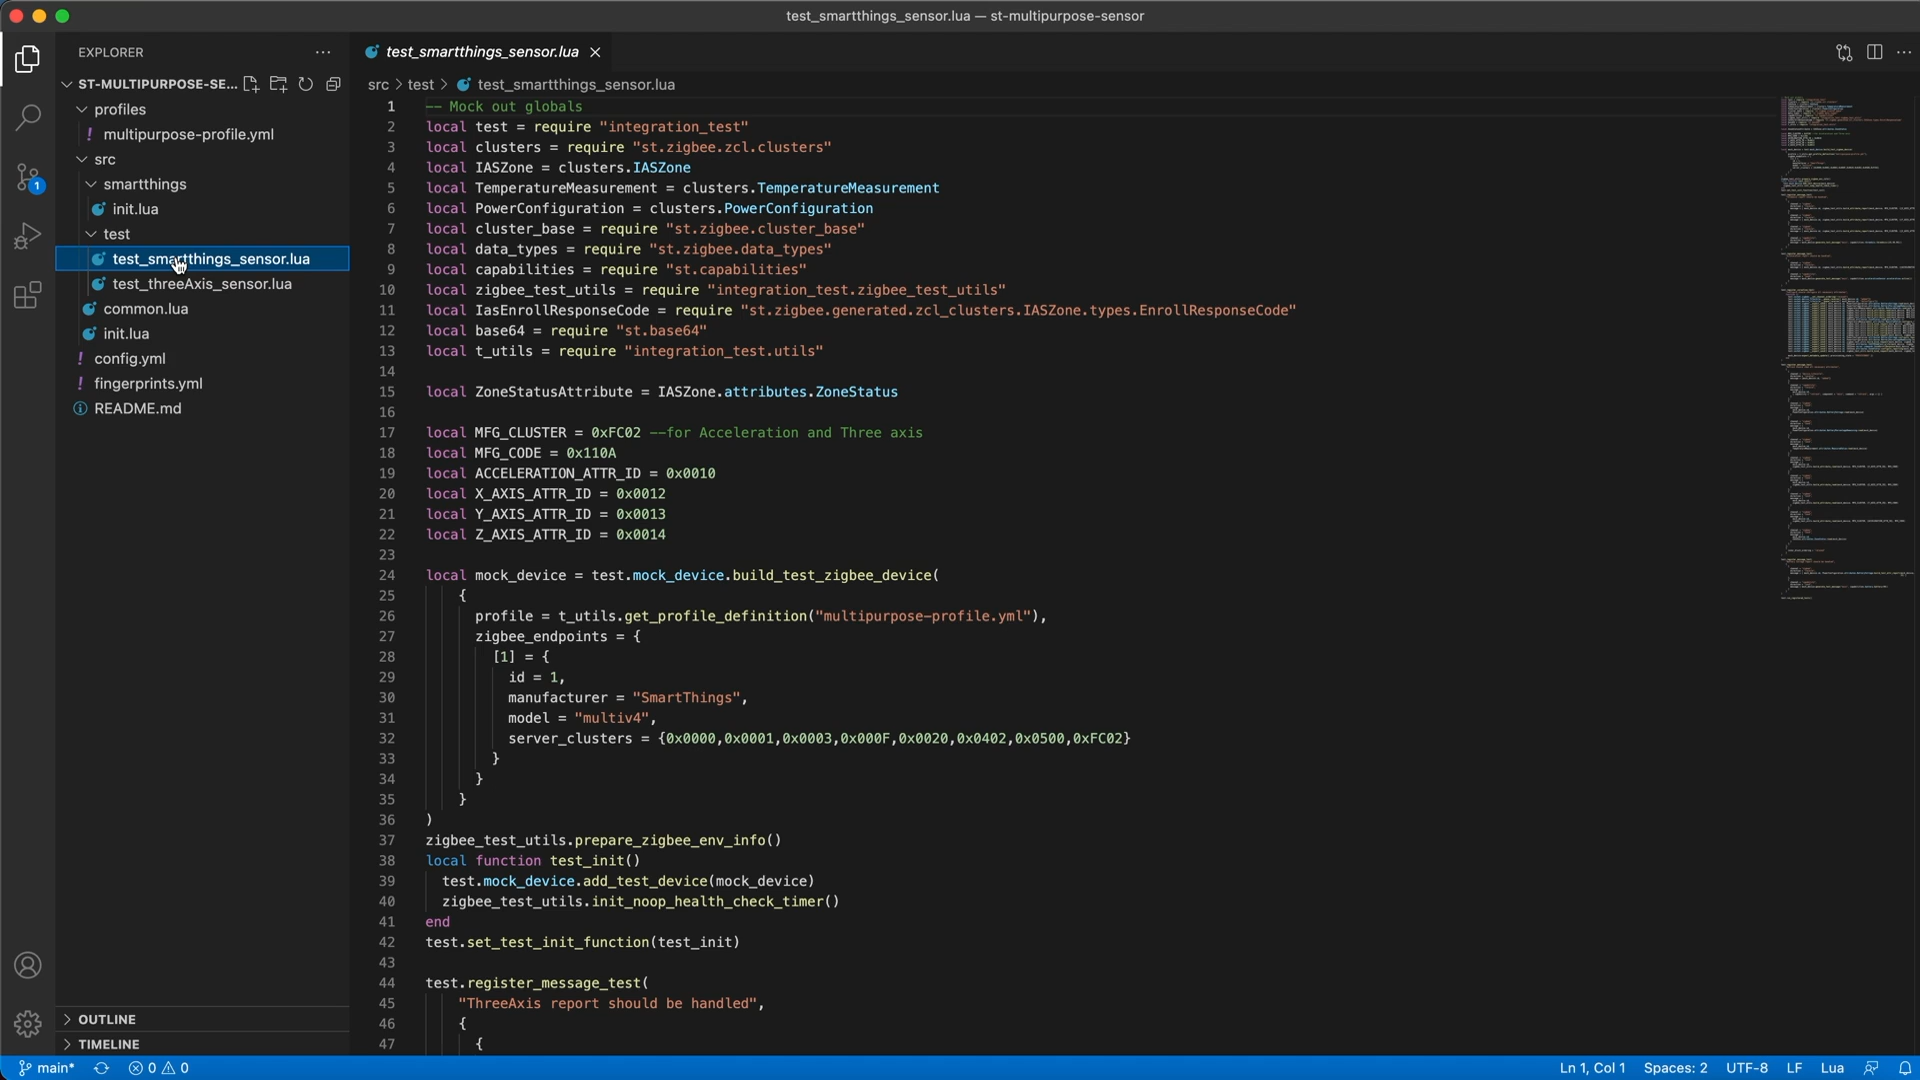 test_smartthings_sensor.lua — st-multipurpose-sensor
EXPLORER
test_smartthings_sensor.lua
ST-MULTIPURPOSE-SE...
src > test > test_smartthings_sensor.lua
profiles
multipurpose-profile.yml
src
smartthings
init.lua
test
test_smartthings_sensor.lua
test_threeAxis_sensor.lua
common.lua
init.lua
config.yml
fingerprints.yml
README.md
OUTLINE
TIMELINE
1 -- Mock out globals
2 local test = require "integration_test"
3 local clusters = require "st.zigbee.zcl.clusters"
4 local IASZone = clusters.IASZone
5 local TemperatureMeasurement = clusters.TemperatureMeasurement
6 local PowerConfiguration = clusters.PowerConfiguration
7 local cluster_base = require "st.zigbee.cluster_base"
8 local data_types = require "st.zigbee.data_types"
9 local capabilities = require "st.capabilities"
10 local zigbee_test_utils = require "integration_test.zigbee_test_utils"
11 local IasEnrollResponseCode = require "st.zigbee.generated.zcl_clusters.IASZone.types.EnrollResponseCode"
12 local base64 = require "st.base64"
13 local t_utils = require "integration_test.utils"
14
15 local ZoneStatusAttribute = IASZone.attributes.ZoneStatus
16
17 local MFG_CLUSTER = 0xFC02 --for Acceleration and Three axis
18 local MFG_CODE = 0x110A
19 local ACCELERATION_ATTR_ID = 0x0010
20 local X_AXIS_ATTR_ID = 0x0012
21 local Y_AXIS_ATTR_ID = 0x0013
22 local Z_AXIS_ATTR_ID = 0x0014
23
24 local mock_device = test.mock_device.build_test_zigbee_device(
25 {
26 profile = t_utils.get_profile_definition("multipurpose-profile.yml"),
27 zigbee_endpoints = {
28 [1] = {
29 id = 1,
30 manufacturer = "SmartThings",
31 model = "multiv4",
32 server_clusters = {0x0000,0x0001,0x0003,0x000F,0x0020,0x0402,0x0500,0xFC02}
33 }
34 }
35 }
36 )
37 zigbee_test_utils.prepare_zigbee_env_info()
38 local function test_init()
39 test.mock_device.add_test_device(mock_device)
40 zigbee_test_utils.init_noop_health_check_timer()
41 end
42 test.set_test_init_function(test_init)
43
44 test.register_message_test(
45 "ThreeAxis report should be handled",
46 {
47 {
main* 0 0 Ln 1, Col 1 Spaces: 2 UTF-8 LF Lua
1